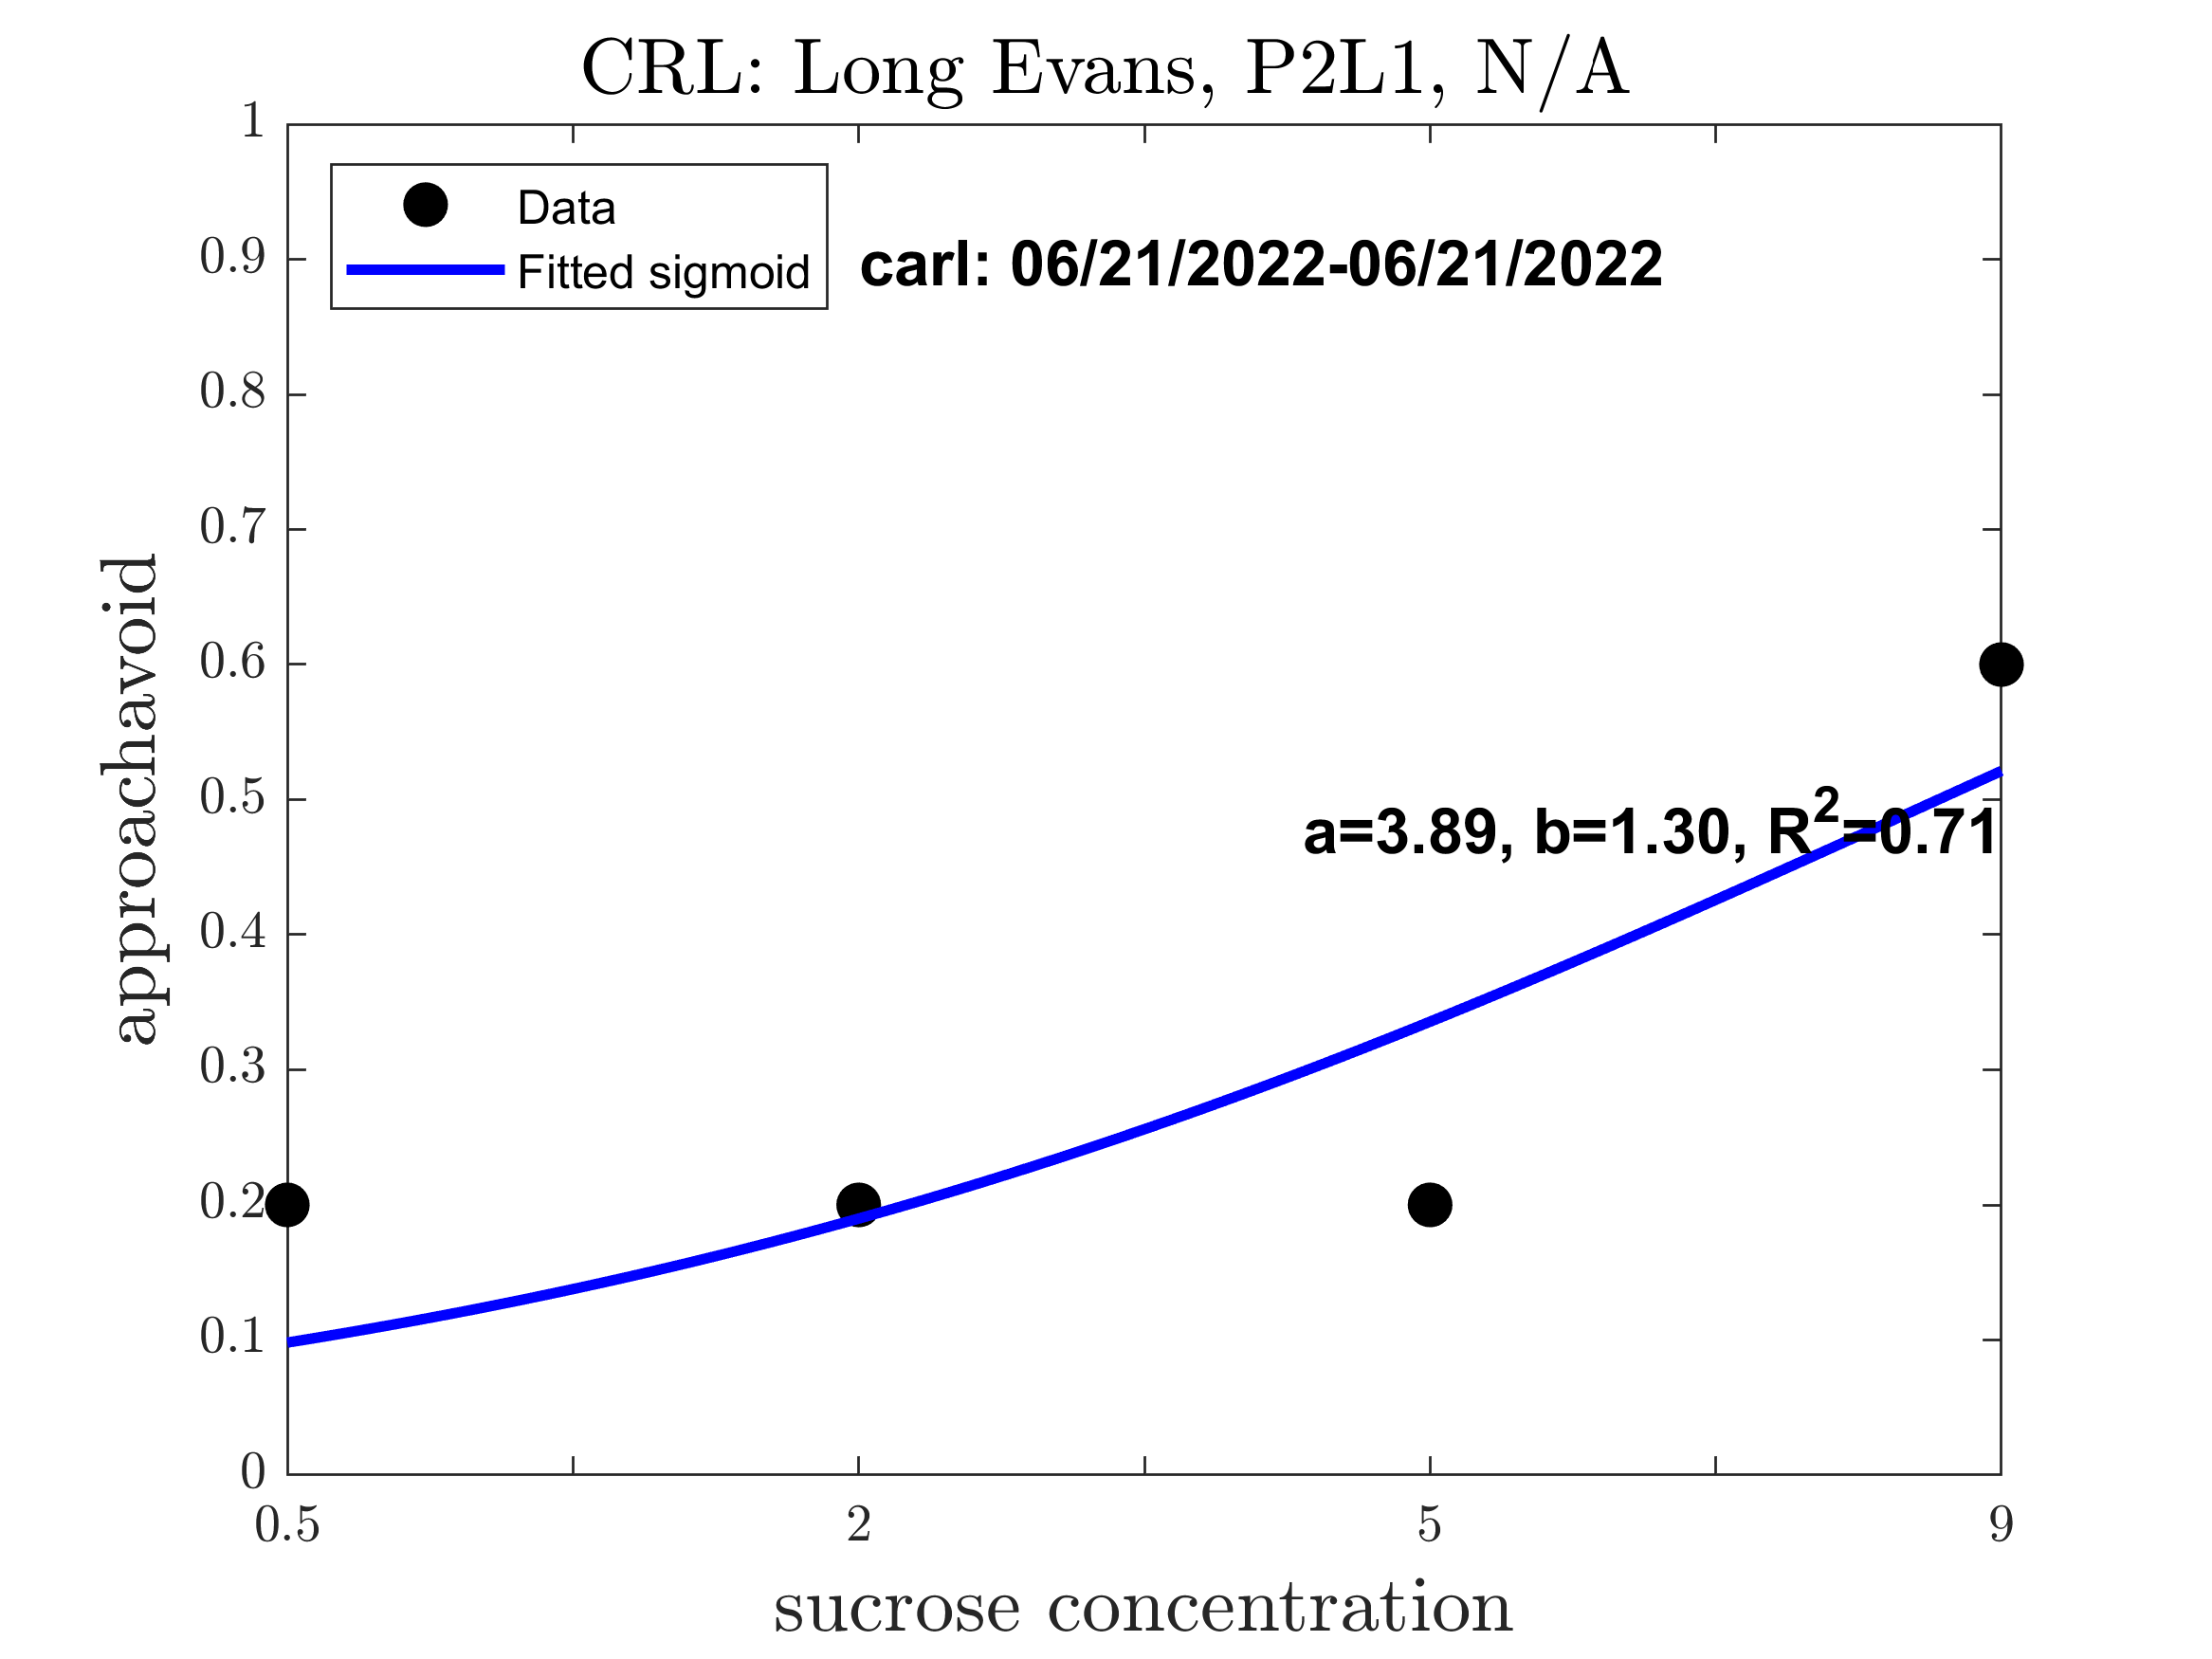 CRL: Long Evans, P2L1, N/A
1
Data
Fitted sigmoid
carl: 06/21/2022-06/21/2022
0.9
0.8
0.7
0.6
0.5
a=3.89, b=1.30, R²=0.71
0.4
0.3
0.2
0.1
0
approachavoid
0.5 2 5 9
sucrose concentration